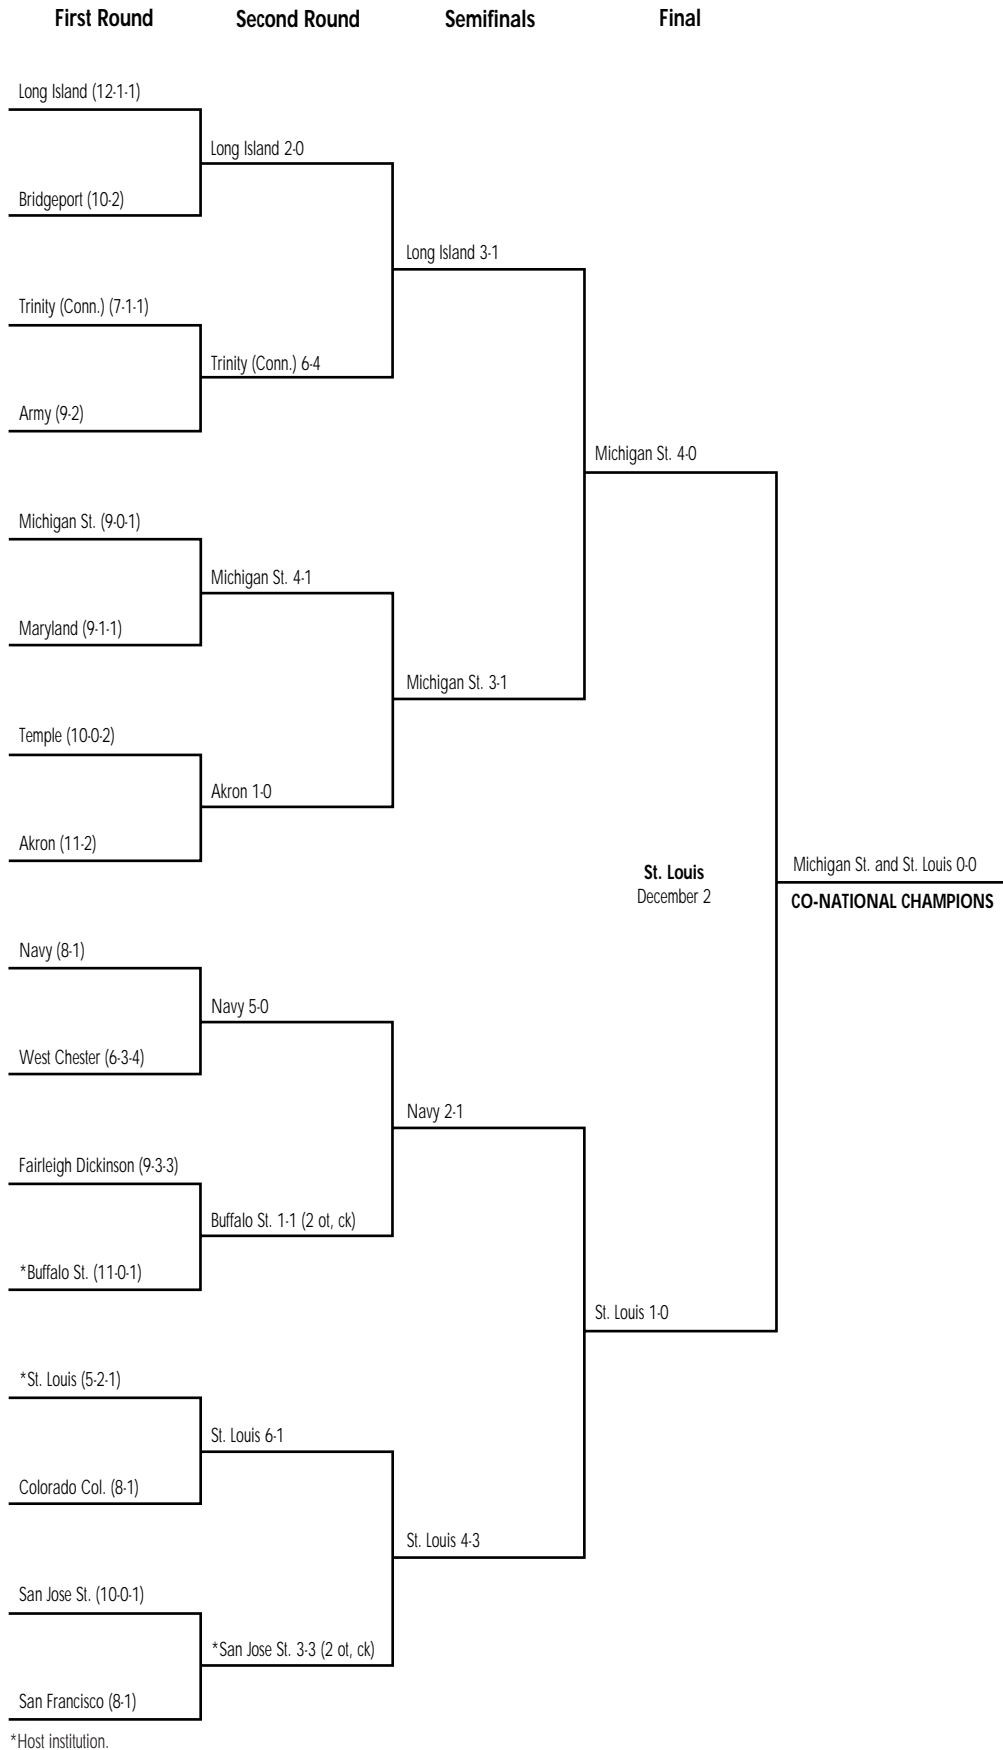 First Round Second Round Semifinals Final
Long Island (12-1-1)
Long Island 2-0
Bridgeport (10-2)
Long Island 3-1
Trinity (Conn.) (7-1-1)
Trinity (Conn.) 6-4
Army (9-2)
Michigan St. 4-0
Michigan St. (9-0-1)
Michigan St. 4-1
Maryland (9-1-1)
Michigan St. 3-1
Temple (10-0-2)
Akron 1-0
Akron (11-2)
Michigan St. and St. Louis 0-0
St. Louis
December 2
CO-NATIONAL CHAMPIONS
Navy (8-1)
Navy 5-0
West Chester (6-3-4)
Navy 2-1
Fairleigh Dickinson (9-3-3)
Buffalo St. 1-1 (2 ot, ck)
*Buffalo St. (11-0-1)
St. Louis 1-0
*St. Louis (5-2-1)
St. Louis 6-1
Colorado Col. (8-1)
St. Louis 4-3
San Jose St. (10-0-1)
*San Jose St. 3-3 (2 ot, ck)
San Francisco (8-1)
*Host institution.